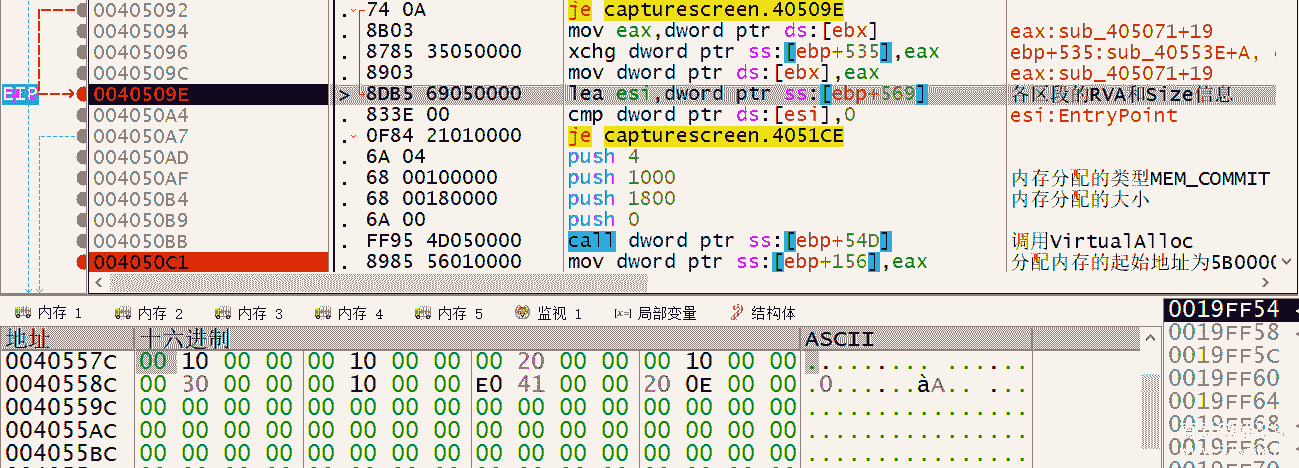 00405092 . 74 0A je capturescreen.40509E
00405094 . 8B03 mov eax,dword ptr ds:[ebx] eax:sub_405071+19
00405096 . 8785 35050000 xchg dword ptr ss:[ebp+535],eax ebp+535:sub_40553E+A,
0040509C . 8903 mov dword ptr ds:[ebx],eax eax:sub_405071+19
EIP 0040509E > 8DB5 69050000 lea esi,dword ptr ss:[ebp+569] 各区段的RVA和Size信息
004050A4 . 833E 00 cmp dword ptr ds:[esi],0 esi:EntryPoint
004050A7 . 0F84 21010000 je capturescreen.4051CE
004050AD . 6A 04 push 4
004050AF . 68 00100000 push 1000 内存分配的类型MEM_COMMIT
004050B4 . 68 00180000 push 1800 内存分配的大小
004050B9 . 6A 00 push 0
004050BB . FF95 4D050000 call dword ptr ss:[ebp+54D] 调用VirtualAlloc
004050C1 . 8985 56010000 mov dword ptr ss:[ebp+156],eax 分配内存的起始地址为5B0000
内存 1 内存 2 内存 3 内存 4 内存 5 监视 1 [x=] 局部变量 结构体
地址 十六进制 ASCII
0040557C 00 10 00 00 00 10 00 00 00 20 00 00 00 10 00 00 ......... ......
0040558C 00 30 00 00 00 10 00 00 E0 41 00 00 20 0E 00 00 .0......àA.. ...
0040559C 00 00 00 00 00 00 00 00 00 00 00 00 00 00 00 00 ................
004055AC 00 00 00 00 00 00 00 00 00 00 00 00 00 00 00 00 ................
004055BC 00 00 00 00 00 00 00 00 00 00 00 00 00 00 00 00 ................
0019FF54
0019FF58
0019FF5C
0019FF60
0019FF64
0019FF68
0019FF6C
0019FF70